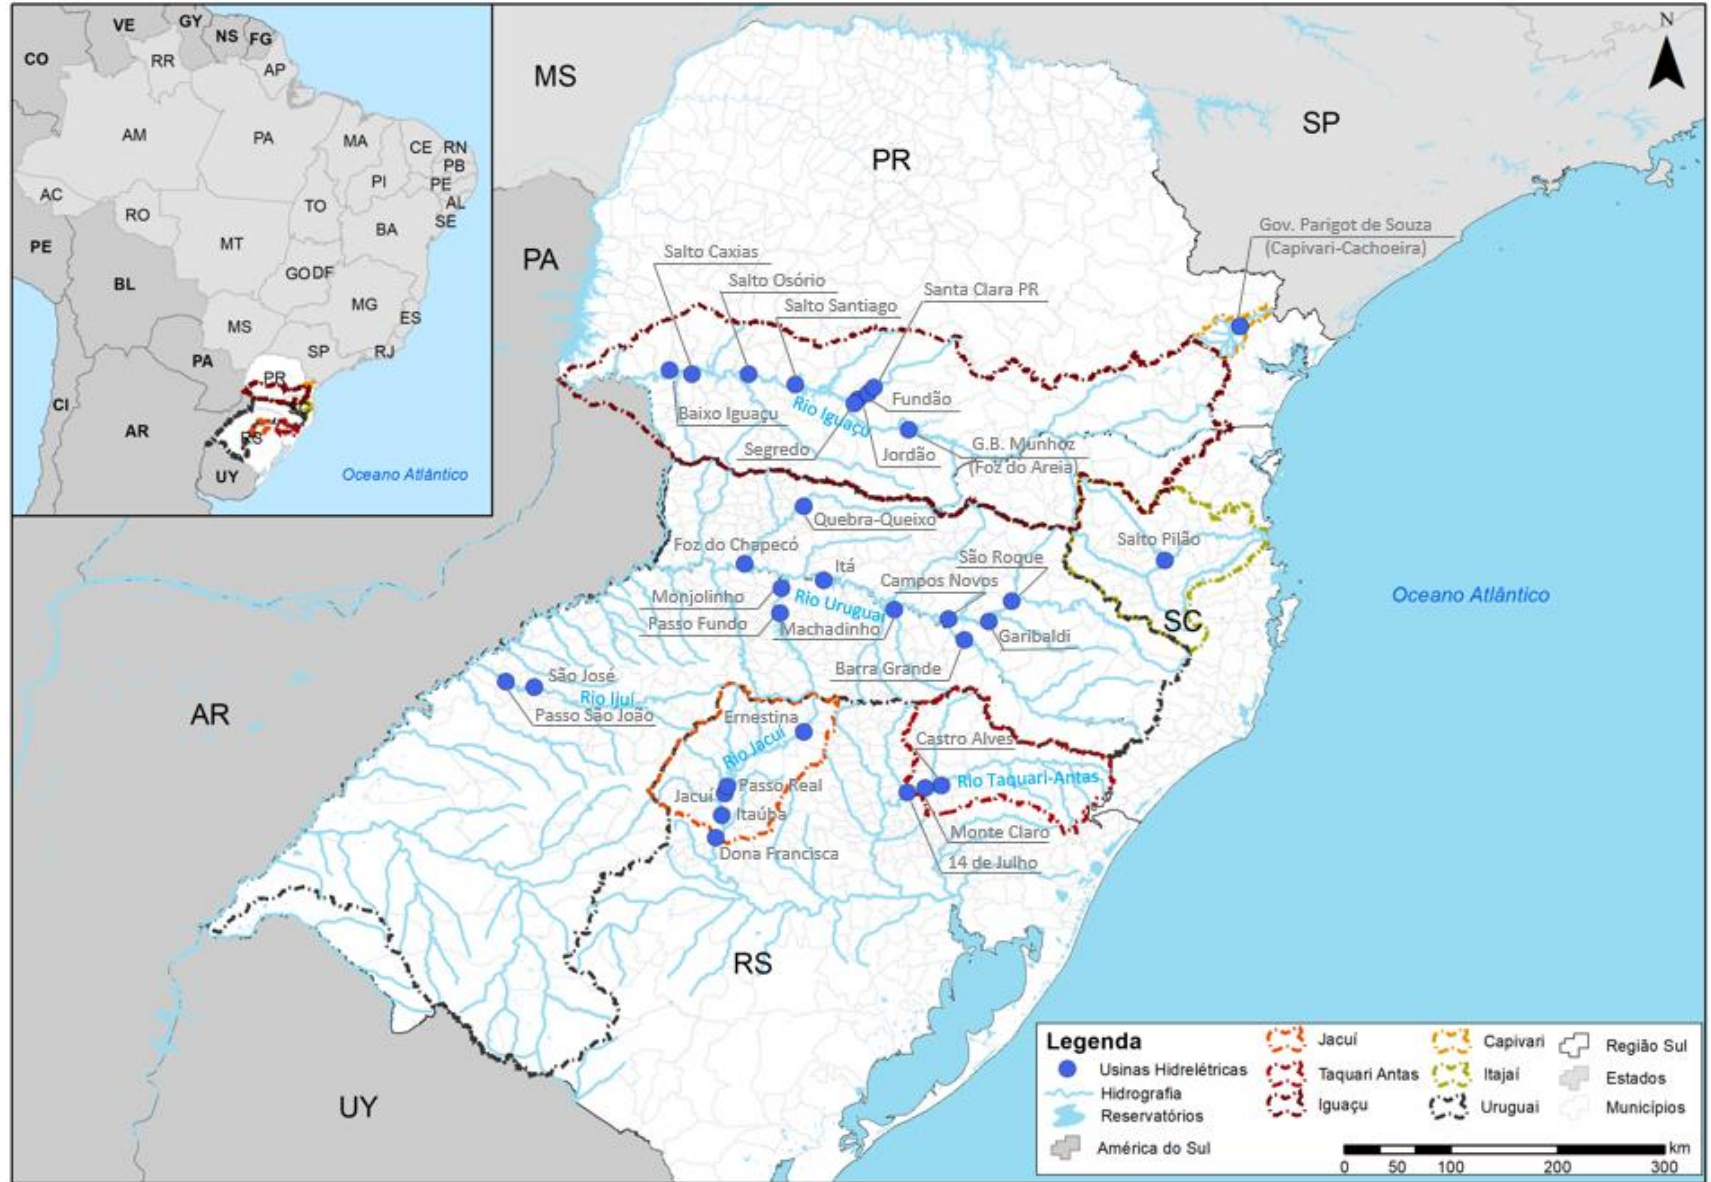 VE
GY
NS
FG
CO
RR
AP
AM
PA
MA
CE
RN
PB
PI
PE
AC
AL
TO
RO
SE
BA
PE
MT
GO
DF
BL
MG
ES
MS
SP
RJ
PA
PR
CI
AR
RS
UY
Oceano Atlântico
N
MS
SP
PR
PA
Gov. Parigot de Souza
(Capivari-Cachoeira)
Salto Caxias
Salto Osório
Santa Clara PR
Salto Santiago
Rio Iguaçu
Fundão
Baixo Iguaçu
Segredo
Jordão
G.B. Munhoz
(Foz do Areia)
Quebra-Queixo
Salto Pilão
Foz do Chapecó
Itá
São Roque
Campos Novos
Monjolinho
Rio Uruguai
Passo Fundo
Machadinho
Garibaldi
SC
Barra Grande
Oceano Atlântico
São José
Rio Ijuí
Passo São João
AR
Ernestina
Rio Jacuí
Castro Alves
Rio Taquari-Antas
Passo Real
Jacuí
Itaúba
Monte Claro
Dona Francisca
14 de Julho
RS
UY
Legenda
Usinas Hidrelétricas
Hidrografia
Reservatórios
América do Sul
Jacuí
Taquari Antas
Iguaçu
Capivari
Itajaí
Uruguai
Região Sul
Estados
Municípios
km
0 50 100 200 300